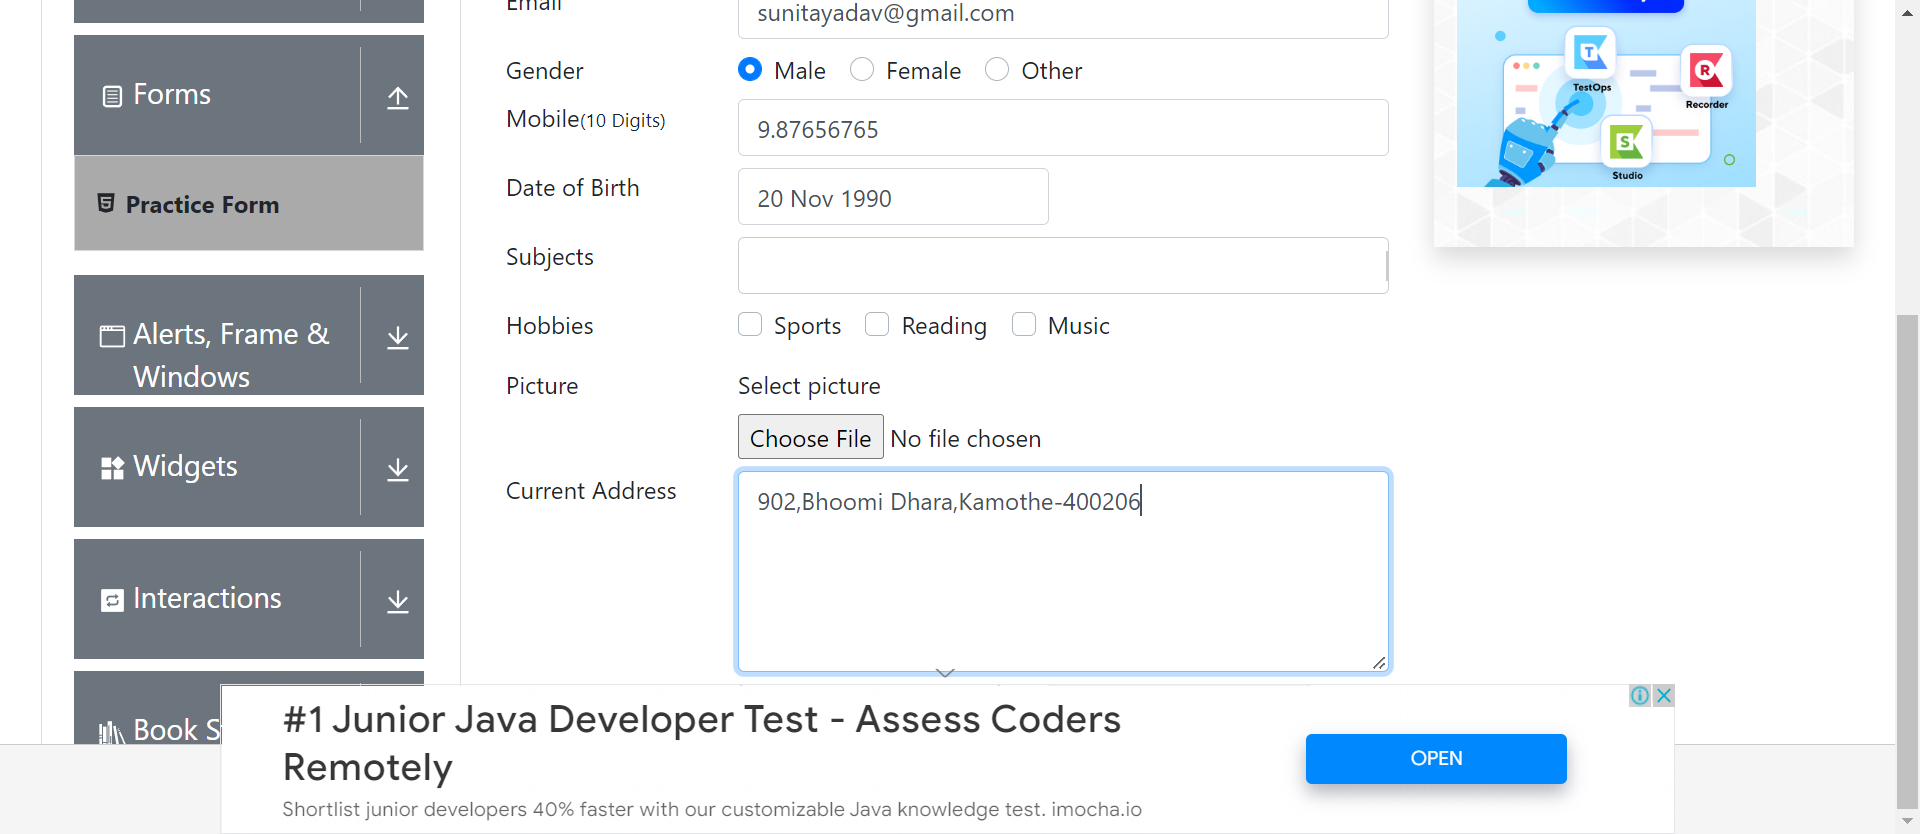 Email
sunitayadav@gmail.com
Gender
Male
Female
Other
Mobile(10 Digits)
9.87656765
Date of Birth
20 Nov 1990
Subjects
Hobbies
Sports
Reading
Music
Picture
Select picture
Choose File
No file chosen
Current Address
902,Bhoomi Dhara,Kamothe-400206
Forms
Practice Form
Alerts, Frame &
Windows
Widgets
Interactions
Book S
T
TestOps
R
Recorder
S
Studio
#1 Junior Java Developer Test - Assess Coders
Remotely
Shortlist junior developers 40% faster with our customizable Java knowledge test. imocha.io
OPEN